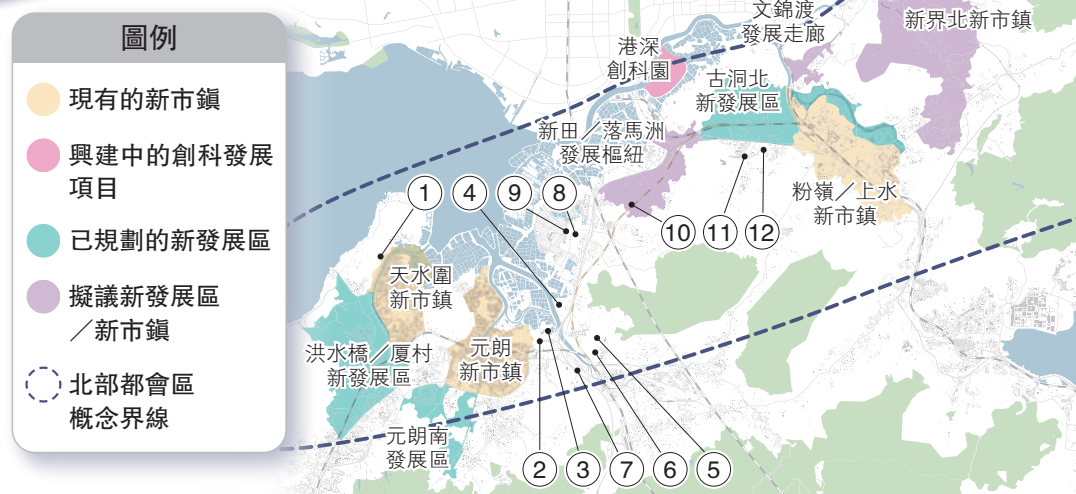 圖例
現有的新市鎮
興建中的創科發展
項目
已規劃的新發展區
擬議新發展區
／新市鎮
北部都會區
概念界線
文錦渡
發展走廊
新界北新市鎮
港深
創科園
古洞北
新發展區
新田／落馬洲
發展樞紐
粉嶺／上水
新市鎮
①
④
⑨
⑧
⑩
⑪
⑫
天水圍
新市鎮
洪水橋／厦村
新發展區
元朗
新市鎮
元朗南
發展區
②
③
⑦
⑥
⑤